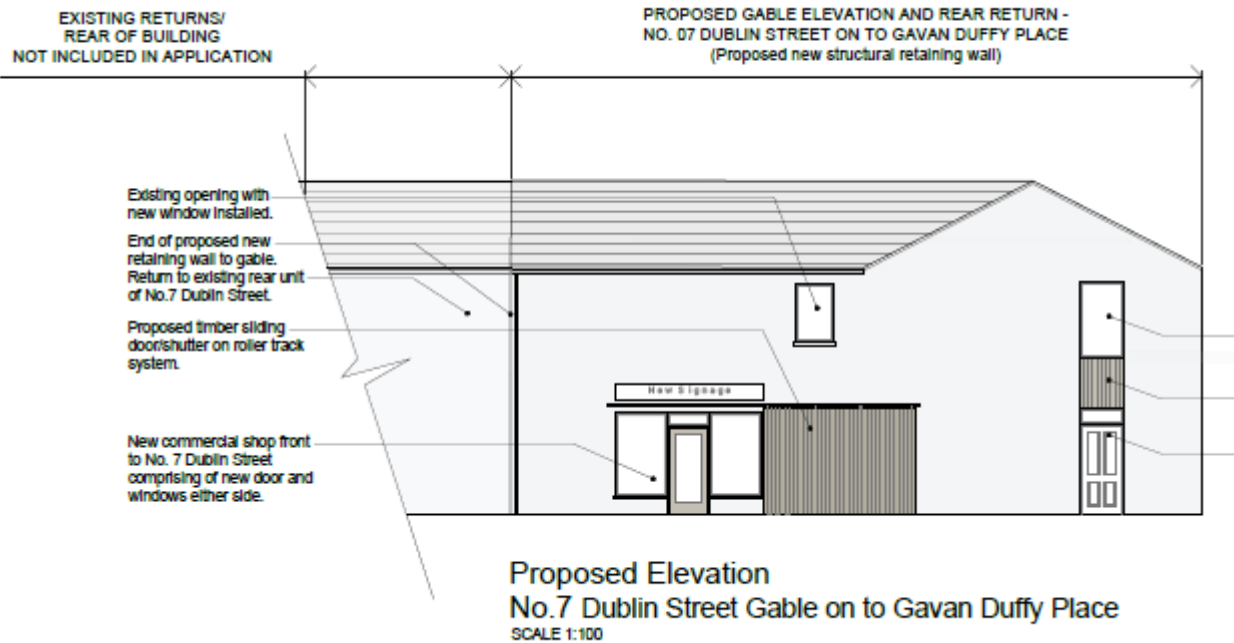 EXISTING RETURNS/
REAR OF BUILDING
NOT INCLUDED IN APPLICATION
PROPOSED GABLE ELEVATION AND REAR RETURN -
NO. 07 DUBLIN STREET ON TO GAVAN DUFFY PLACE
(Proposed new structural retaining wall)
Existing opening with
new window installed.
End of proposed new
retaining wall to gable.
Return to existing rear unit
of No.7 Dublin Street.
Proposed timber sliding
door/shutter on roller track
system.
New commercial shop front
to No. 7 Dublin Street
comprising of new door and
windows either side.
New Signage
Proposed Elevation
No.7 Dublin Street Gable on to Gavan Duffy Place
SCALE 1:100